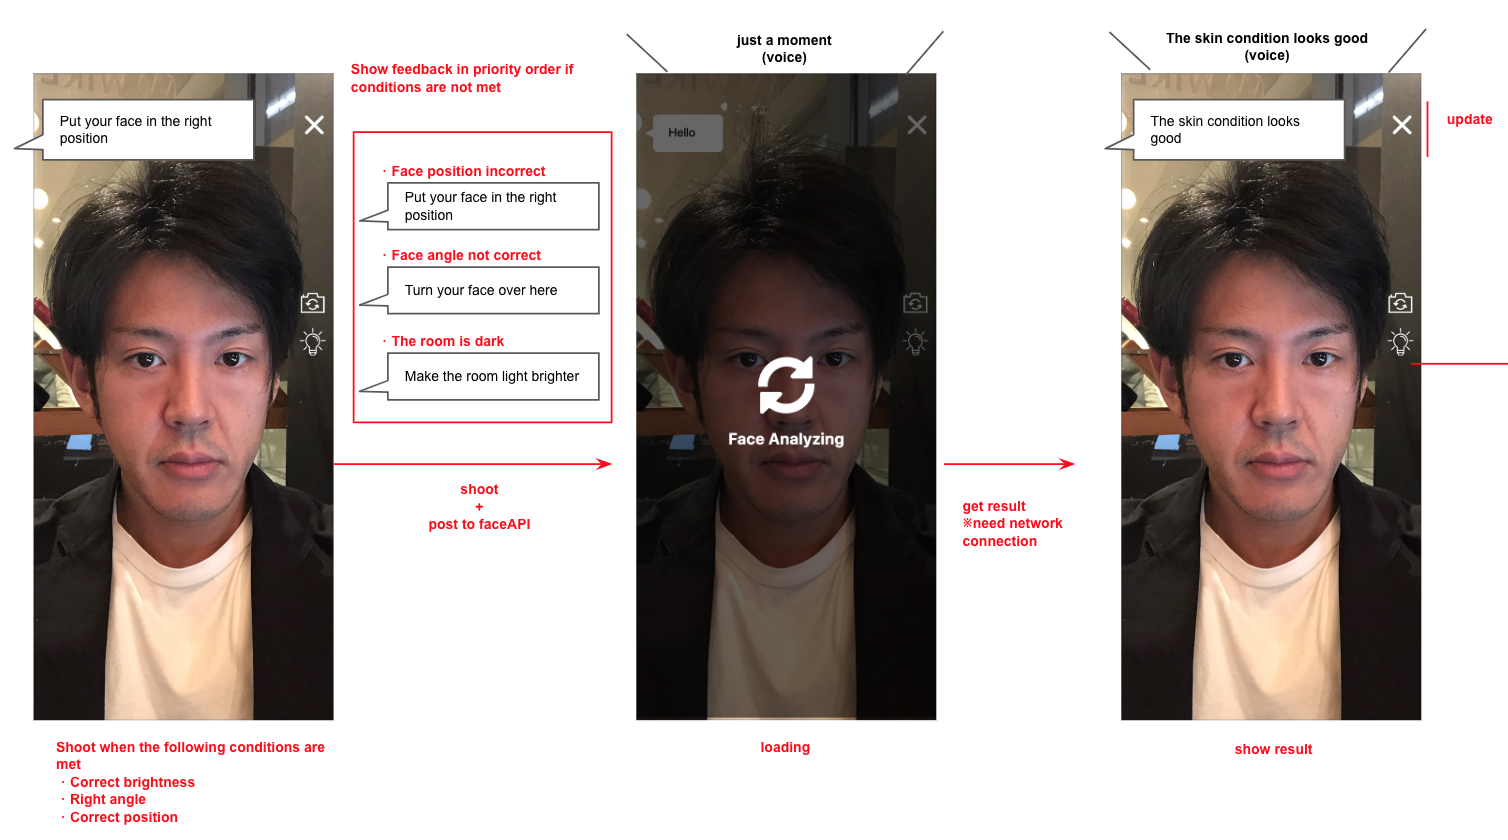 Show feedback in priority order if
conditions are not met
Put your face in the right
position
・Face position incorrect
Put your face in the right
position
・Face angle not correct
Turn your face over here
・The room is dark
Make the room light brighter
shoot
+
post to faceAPI
Shoot when the following conditions are
met
・Correct brightness
・Right angle
・Correct position
just a moment
(voice)
Hello
Face Analyzing
loading
get result
※need network
connection
The skin condition looks good
(voice)
The skin condition looks
good
update
show result